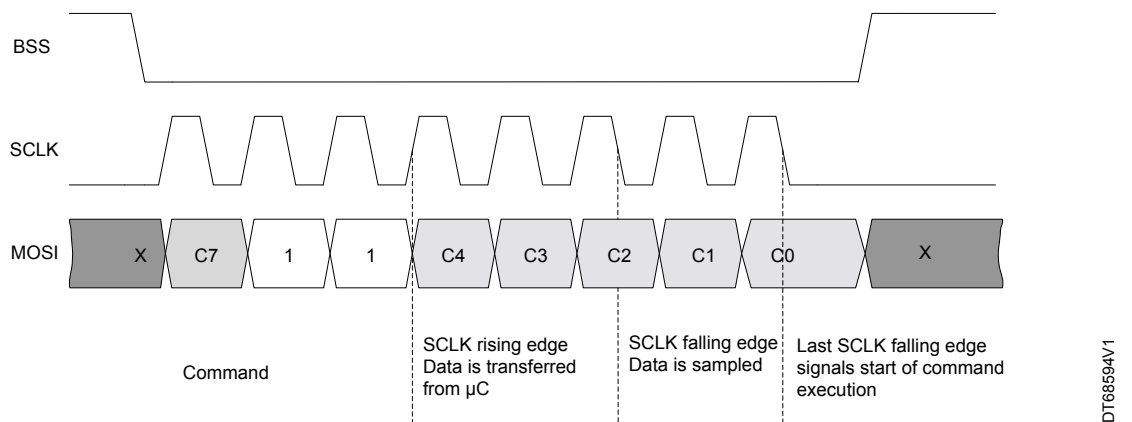 BSS
SCLK
MOSI
X
C7
1
1
C4
C3
C2
C1
C0
X
Command
SCLK rising edge
Data is transferred
from µC
SCLK falling edge
Data is sampled
Last SCLK falling edge
signals start of command
execution
DT68594V1